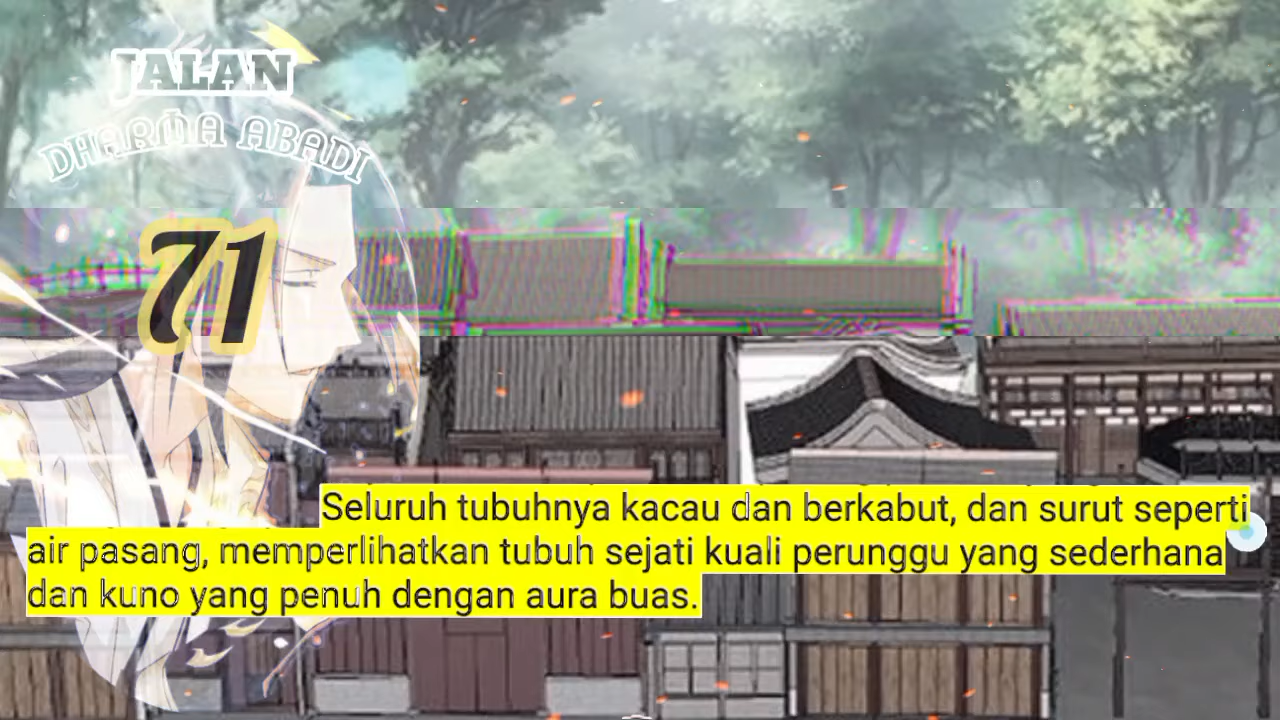 JALAN
DHARMA ABADI
71
Seluruh tubuhnya kacau dan berkabut, dan surut seperti
air pasang, memperlihatkan tubuh sejati kuali perunggu yang sederhana
dan kuno yang penuh dengan aura buas.